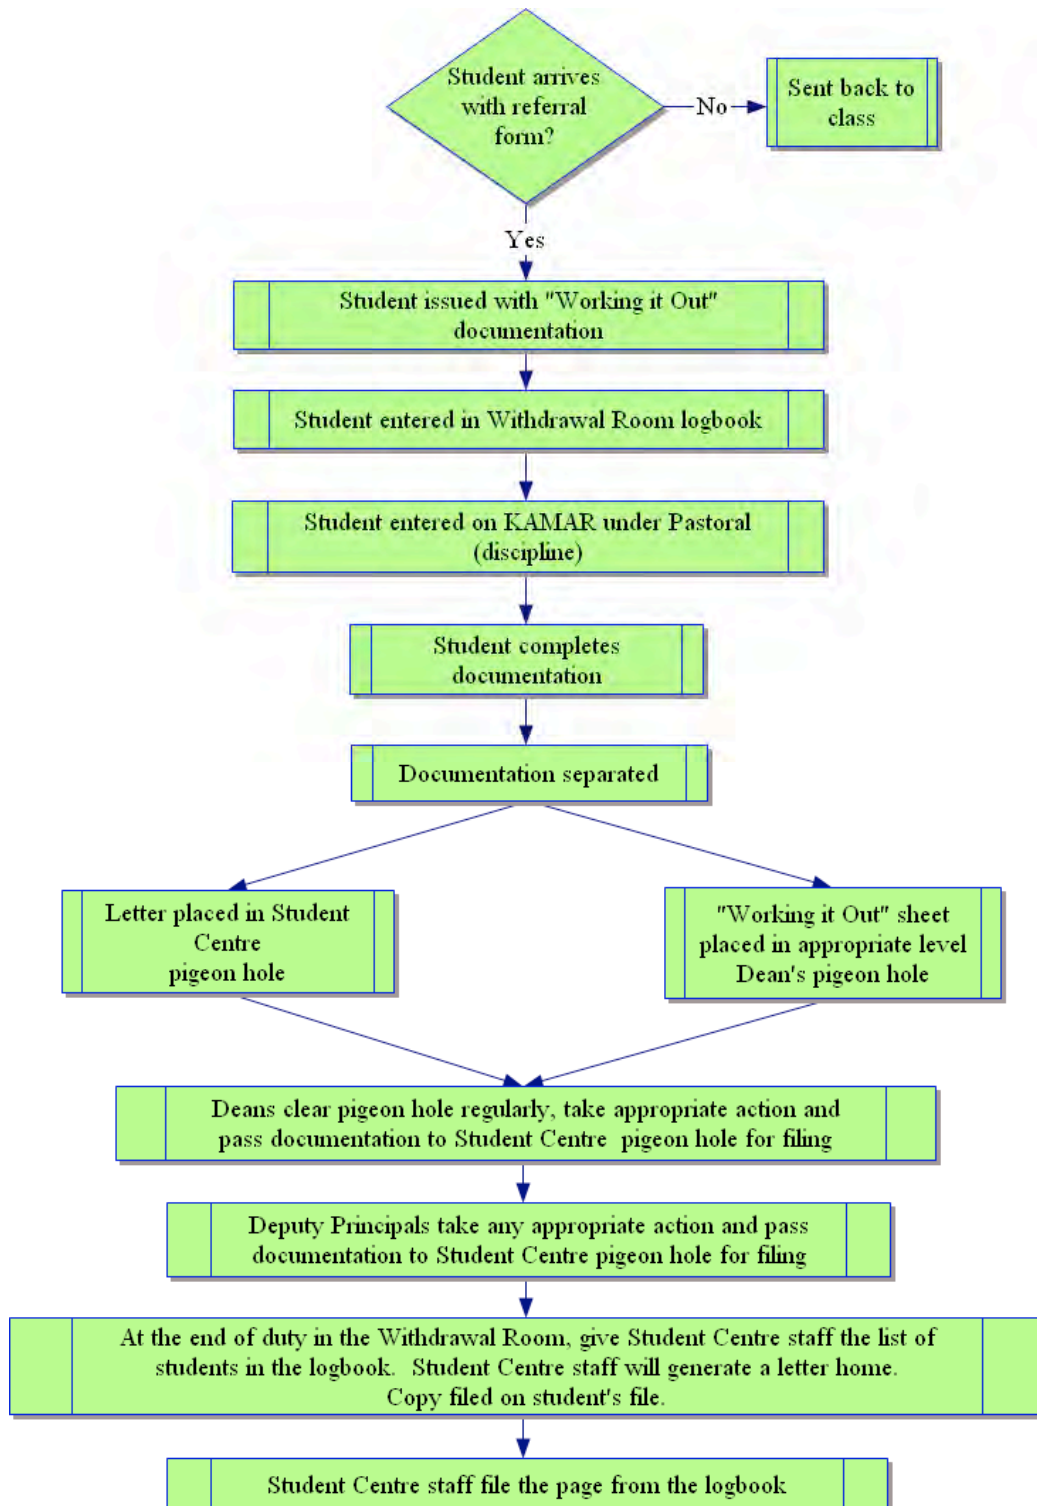 Student arrives
with referral
form?
No
Sent back to
class
Yes
Student issued with "Working it Out"
documentation
Student entered in Withdrawal Room logbook
Student entered on KAMAR under Pastoral
(discipline)
Student completes
documentation
Documentation separated
Letter placed in Student
Centre
pigeon hole
"Working it Out" sheet
placed in appropriate level
Dean's pigeon hole
Deans clear pigeon hole regularly, take appropriate action and
pass documentation to Student Centre  pigeon hole for filing
Deputy Principals take any appropriate action and pass
documentation to Student Centre pigeon hole for filing
At the end of duty in the Withdrawal Room, give Student Centre staff the list of
students in the logbook.  Student Centre staff will generate a letter home.
Copy filed on student's file.
Student Centre staff file the page from the logbook